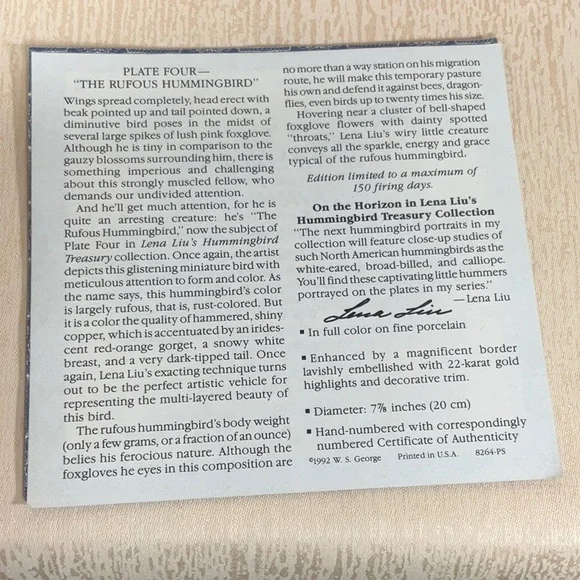 PLATE FOUR—
"THE RUFOUS HUMMINGBIRD"
Wings spread completely, head erect with
beak pointed up and tail pointed down, a
diminutive bird poses in the midst of
several large spikes of lush pink foxglove.
Although he is tiny in comparison to the
gauzy blossoms surrounding him, there is
something imperious and challenging
about this strongly muscled fellow, who
demands our undivided attention.
And he'll get much attention, for he is
quite an arresting creature: he's "The
Rufous Hummingbird," now the subject of
Plate Four in Lena Liu's Hummingbird
Treasury collection. Once again, the artist
depicts this glistening miniature bird with
meticulous attention to form and color. As
the name says, this hummingbird's color
is largely rufous, that is, rust-colored. But
it is a color the quality of hammered, shiny
copper, which is accentuated by an irides-
cent red-orange gorget, a snowy white
breast, and a very dark-tipped tail. Once
again, Lena Liu's exacting technique turns
out to be the perfect artistic vehicle for
representing the multi-layered beauty of
this bird.
The rufous hummingbird's body weight
(only a few grams, or a fraction of an ounce)
belies his ferocious nature. Although the
foxgloves he eyes in this composition are
no more than a way station on his migration
route, he will make this temporary pasture
his own and defend it against bees, dragon-
flies, even birds up to twenty times his size.
Hovering near a cluster of bell-shaped
foxglove flowers with dainty spotted
"throats," Lena Liu's wiry little creature
conveys all the sparkle, energy and grace
typical of the rufous hummingbird.
Edition limited to a maximum of
150 firing days.
On the Horizon in Lena Liu's
Hummingbird Treasury Collection
"The next hummingbird portraits in my
collection will feature close-up studies of
such North American hummingbirds as the
white-eared, broad-billed, and calliope.
You'll find these captivating little hummers
portrayed on the plates in my series."
—Lena Liu
Lena Liu
▪ In full color on fine porcelain
▪ Enhanced by a magnificent border
lavishly embellished with 22-karat gold
highlights and decorative trim.
▪ Diameter: 7⅞ inches (20 cm)
▪ Hand-numbered with correspondingly
numbered Certificate of Authenticity
©1992 W. S. George Printed in U.S.A. 8264-PS